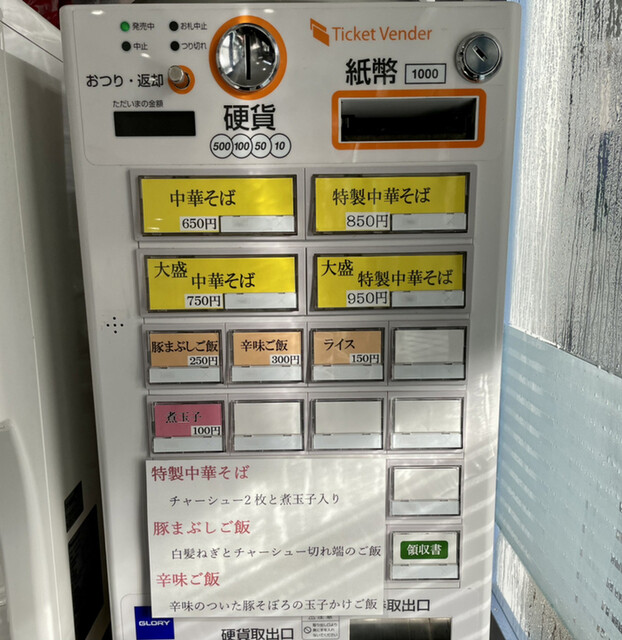 発売中 お札中止
中止 つり切れ
Ticket Vender
おつり・返却
紙幣 1000
ただいまの金額
硬貨
500 100 50 10
中華そば
650円
特製中華そば
850円
大盛 中華そば
750円
大盛 特製中華そば
950円
豚まぶしご飯
250円
辛味ご飯
300円
ライス
150円
煮玉子
100円
特製中華そば
チャーシュー2枚と煮玉子入り
豚まぶしご飯
白髪ねぎとチャーシュー切れ端のご飯
領収書
辛味ご飯
辛味のついた豚そぼろの玉子かけご飯
取出口
GLORY
硬貨取出口